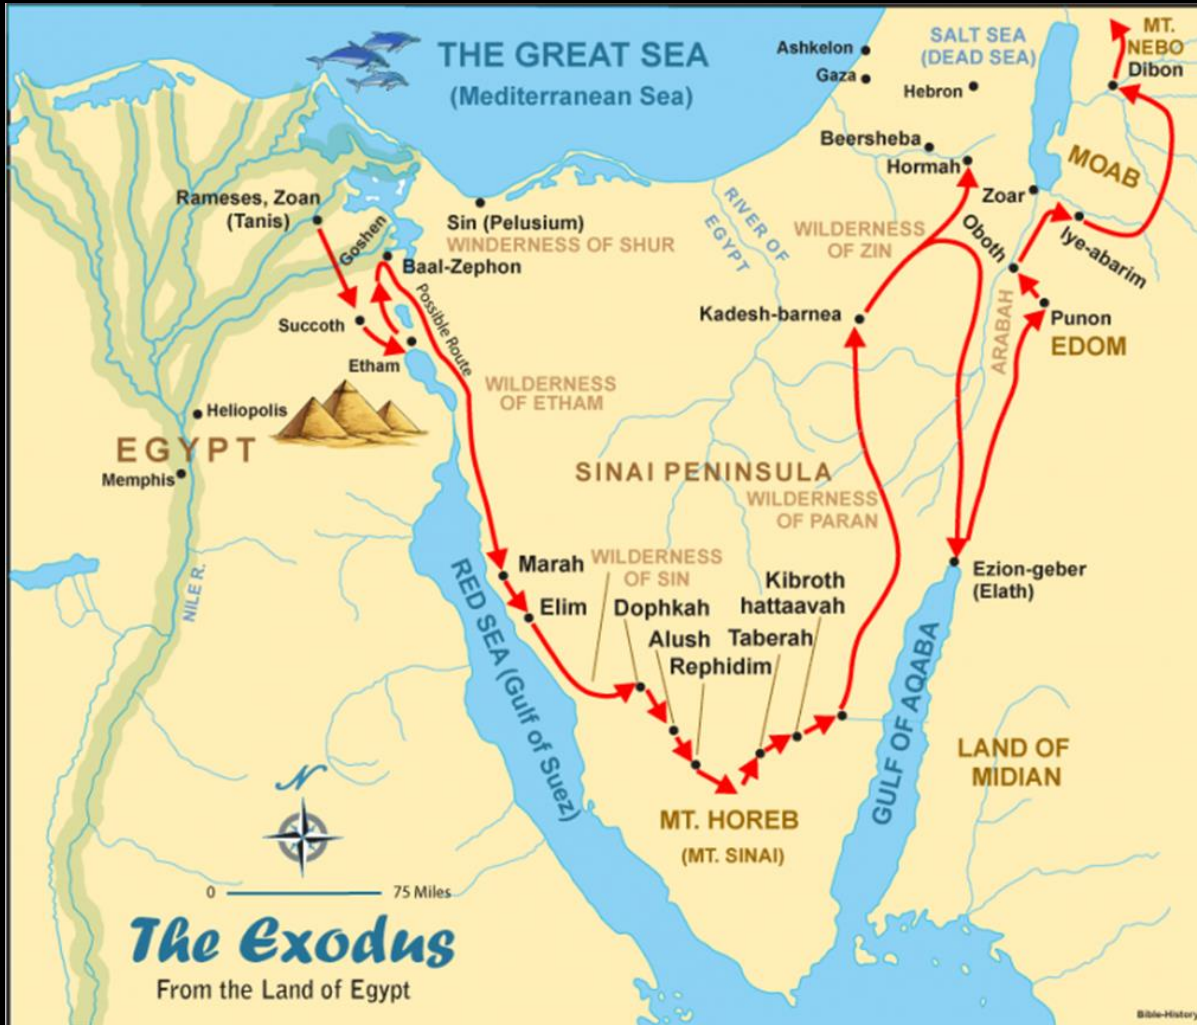 THE GREAT SEA
(Mediterranean Sea)
Ashkelon
Gaza
SALT SEA
(DEAD SEA)
Hebron
MT.
NEBO
Dibon
Beersheba
Hormah
Zoar
MOAB
Rameses, Zoan
(Tanis)
Goshen
Sin (Pelusium)
WINDERNESS OF SHUR
Baal-Zephon
RIVER OF
EGYPT
WILDERNESS
OF ZIN
Oboth
Iye-abarim
Succoth
Possible Route
Etham
Kadesh-barnea
ARABAH
Punon
EDOM
WILDERNESS
OF ETHAM
Heliopolis
EGYPT
Memphis
SINAI PENINSULA
WILDERNESS
OF PARAN
NILE R.
Marah
WILDERNESS
OF SIN
Elim
Dophkah
Kibroth
hattaavah
Alush
Taberah
Rephidim
Ezion-geber
(Elath)
RED SEA (Gulf of Suez)
GULF OF AQABA
LAND OF
MIDIAN
MT. HOREB
(MT. SINAI)
N
0 75 Miles
The Exodus
From the Land of Egypt
Bible-History